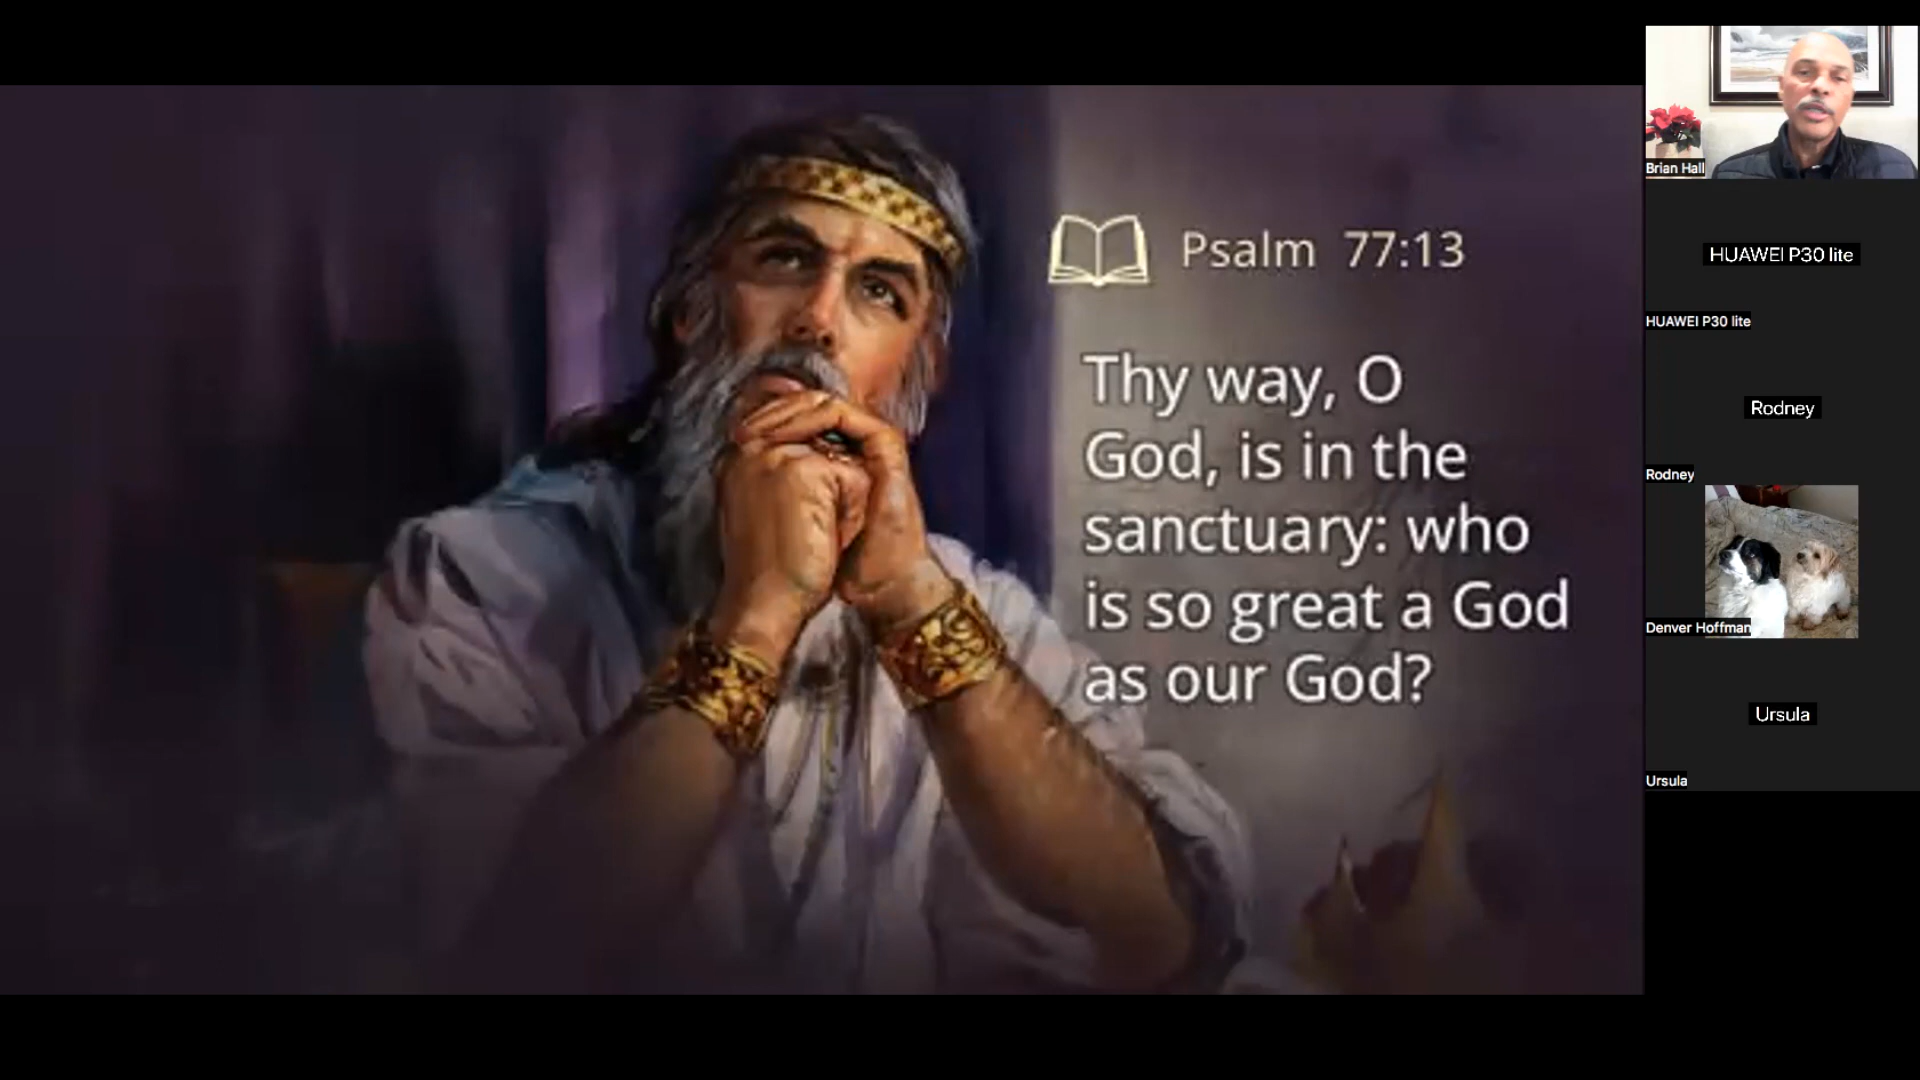 Psalm 77:13
Thy way, O
God, is in the
sanctuary: who
is so great a God
as our God?
Brian Hall
HUAWEI P30 lite
HUAWEI P30 lite
Rodney
Rodney
Denver Hoffman
Ursula
Ursula